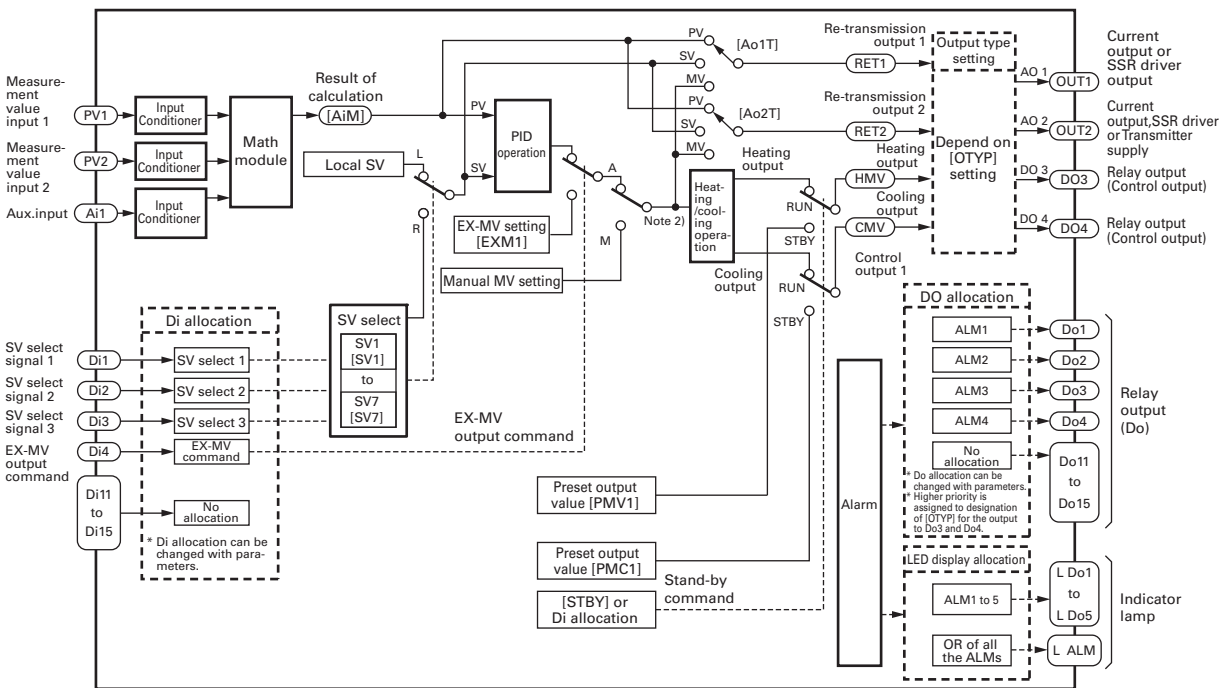 Measure-
ment
value
input 1
PV1
Input
Conditioner
Measure-
ment
value
input 2
PV2
Input
Conditioner
Aux.input
Ai1
Input
Conditioner
Math
module
Result of
calculation
[AiM]
Local SV
L
R
PV
SV
PID
operation
EX-MV setting
[EXM1]
Manual MV setting
A
M
Note 2)
PV
SV
MV
[Ao1T]
PV
SV
MV
[Ao2T]
Re-transmission
output 1
RET1
Re-transmission
output 2
RET2
Heating
output
Heat-
ing
/cool-
ing
opera-
tion
Cooling
output
RUN
STBY
RUN
STBY
Heating
output
HMV
Cooling
output
CMV
Control
output 1
Output type
setting
Depend on
[OTYP]
setting
AO 1
OUT1
Current
output or
SSR driver
output
AO 2
OUT2
Current
output,SSR driver
or Transmitter
supply
DO 3
DO3
Relay output
(Control output)
DO 4
DO4
Relay output
(Control output)
SV select
signal 1
Di1
SV select
signal 2
Di2
SV select
signal 3
Di3
EX-MV
output
command
Di4
Di11
to
Di15
Di allocation
SV select 1
SV select 2
SV select 3
EX-MV
command
No
allocation
* Di allocation can be
changed with para-
meters.
SV select
SV1
[SV1]
to
SV7
[SV7]
EX-MV
output command
Preset output
value [PMV1]
Preset output
value [PMC1]
Stand-by
command
[STBY] or
Di allocation
Alarm
DO allocation
ALM1
ALM2
ALM3
ALM4
No
allocation
* Do allocation can be
changed with parameters.
* Higher priority is
assigned to designation
of [OTYP] for the output
to Do3 and Do4.
Do1
Do2
Do3
Do4
Do11
to
Do15
Relay
output
(Do)
LED display allocation
ALM1 to 5
OR of all
the ALMs
L Do1
to
L Do5
L ALM
Indicator
lamp